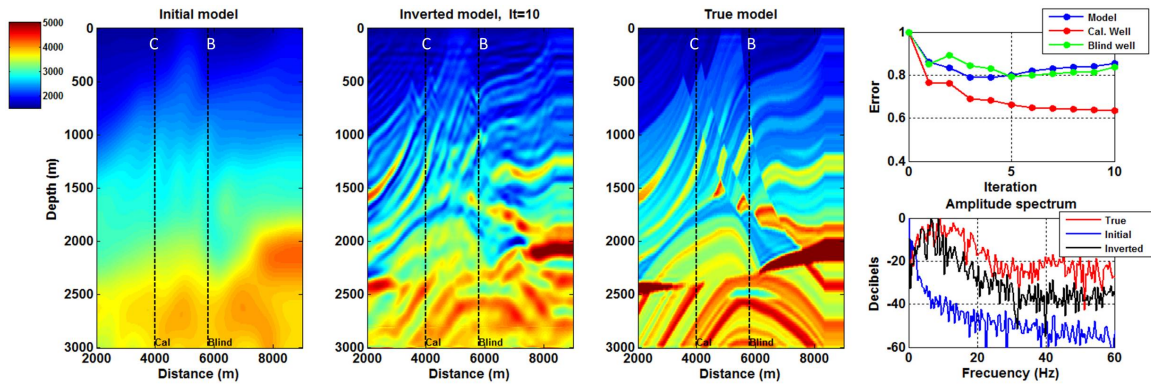 Initial model
Inverted model,  It=10
True model
5000
4000
3000
2000
C
B
0
500
1000
1500
2000
2500
3000
Depth (m)
2000
4000
6000
8000
Cal
Blind
Distance (m)
C
B
0
500
1000
1500
2000
2500
3000
2000
4000
6000
8000
Cal
Blind
Distance (m)
C
B
0
500
1000
1500
2000
2500
3000
2000
4000
6000
8000
Cal
Blind
Distance (m)
Model
Cal. Well
Blind well
1
0.8
0.6
0.4
Error
0
5
10
Iteration
Amplitude spectrum
True
Initial
Inverted
0
-20
-40
-60
Decibels
0
20
40
60
Frecuency (Hz)